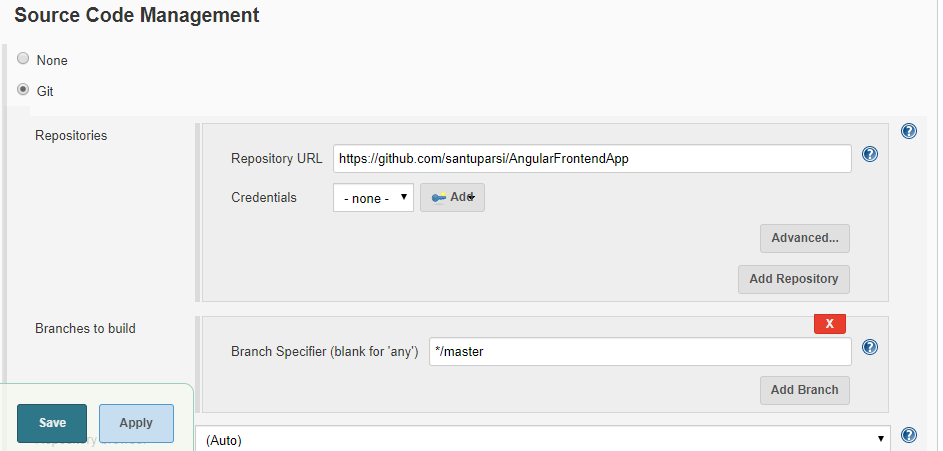 Source Code Management
None
Git
Repositories
?
Repository URL https://github.com/santuparsi/AngularFrontendApp ?
Credentials - none - Add
Advanced...
Add Repository
Branches to build
X
Branch Specifier (blank for 'any') */master ?
Add Branch
Save Apply
(Auto) ?